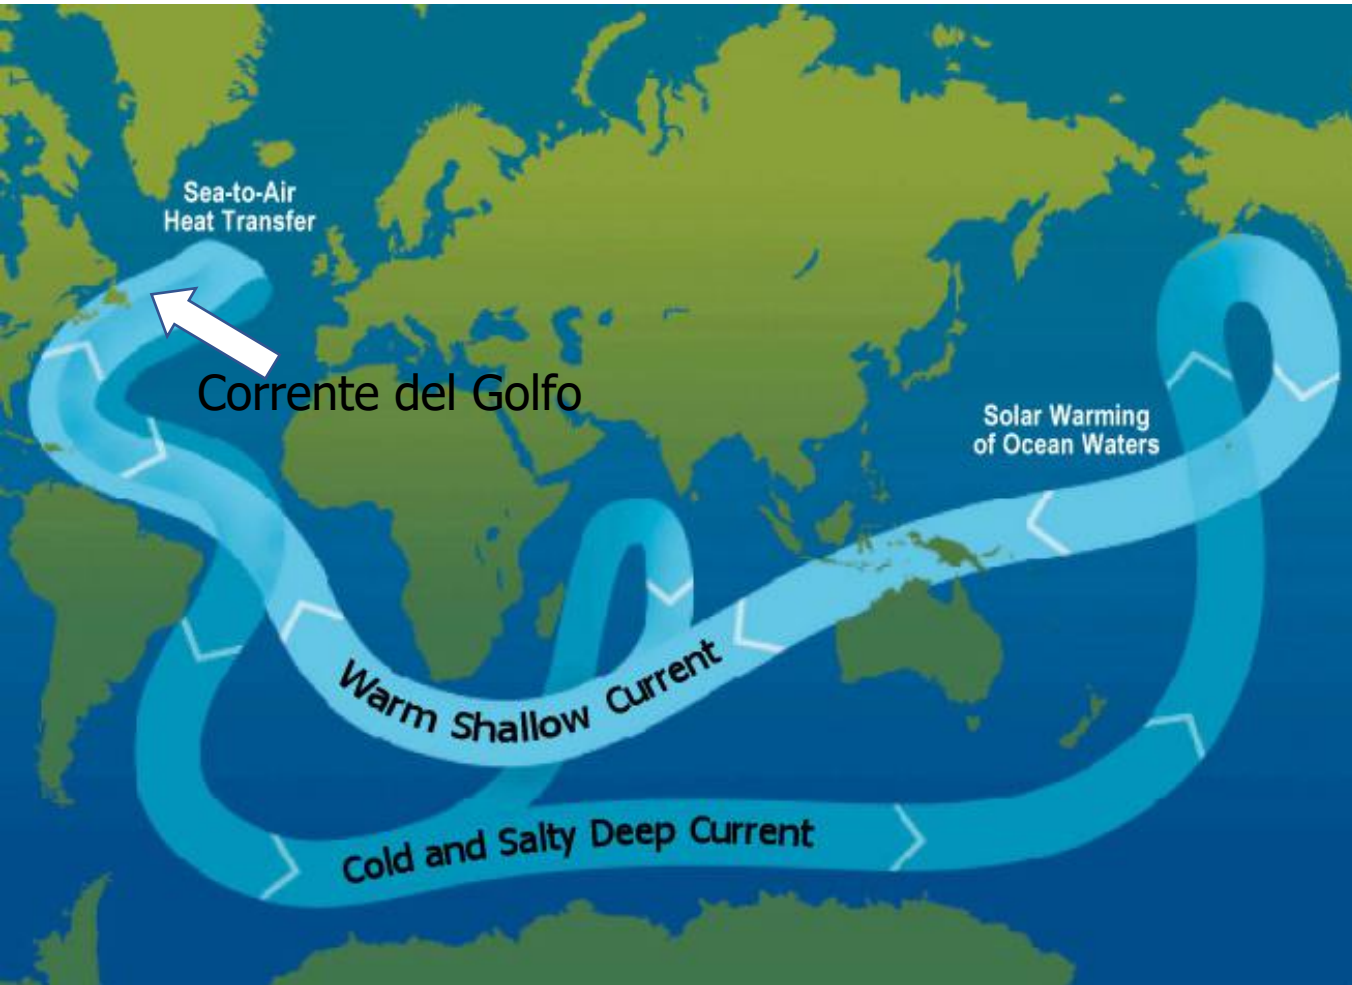 Sea-to-Air
Heat Transfer
Corrente del Golfo
Solar Warming
of Ocean Waters
Warm Shallow Current
Cold and Salty Deep Current